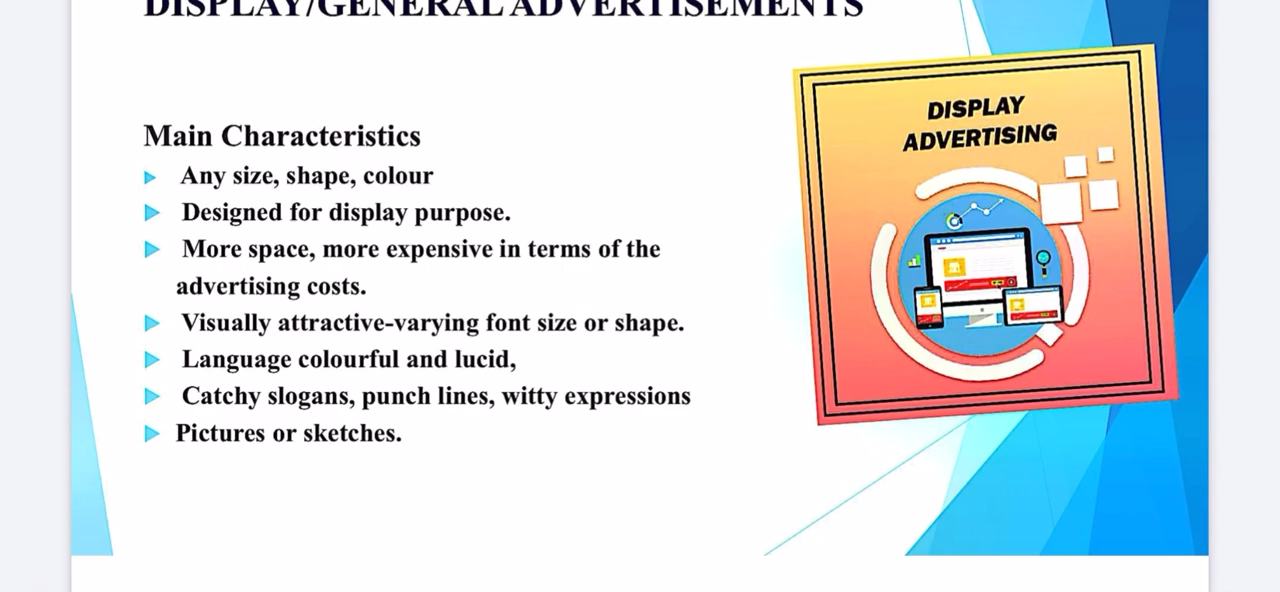 DISPLAY/GENERAL ADVERTISEMENTS
Main Characteristics
Any size, shape, colour
Designed for display purpose.
More space, more expensive in terms of the
advertising costs.
Visually attractive-varying font size or shape.
Language colourful and lucid,
Catchy slogans, punch lines, witty expressions
Pictures or sketches.
DISPLAY
ADVERTISING